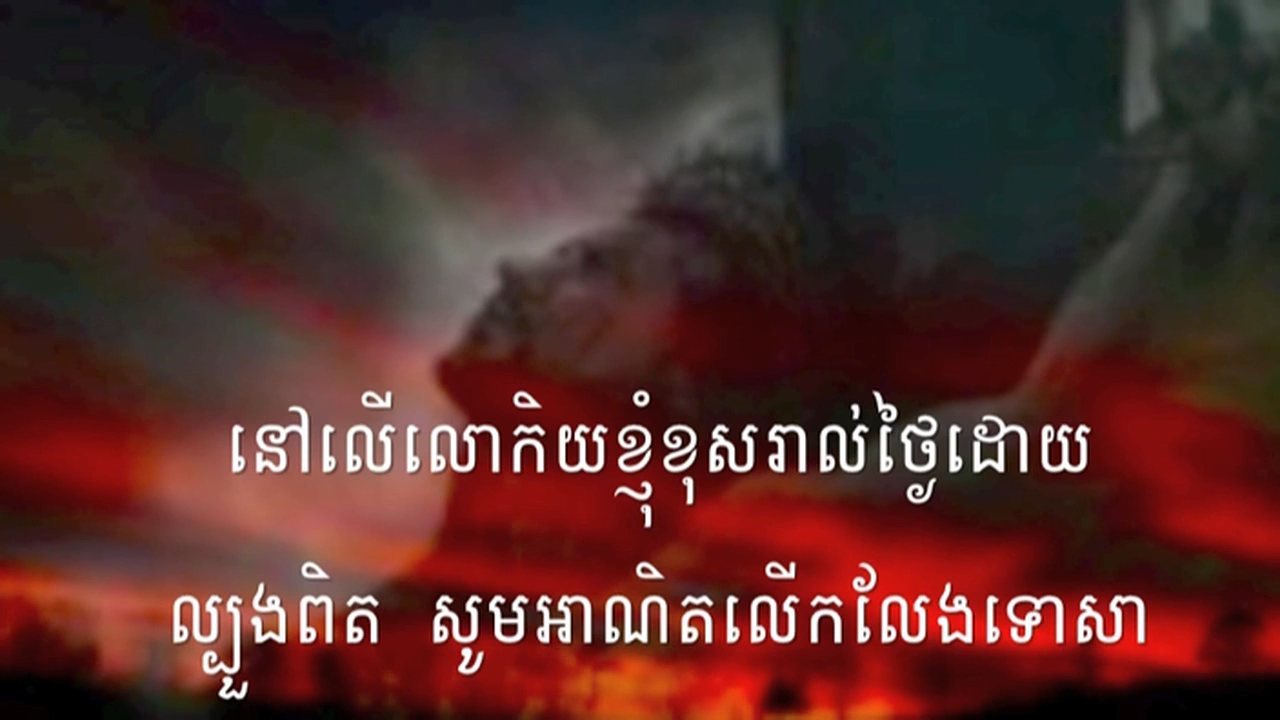 នៅលើលោកិយខ្ញុំខុសរាល់ថ្ងៃដោយ
ល្បួងពិត សូមអាណិតលើកលែងទោសា